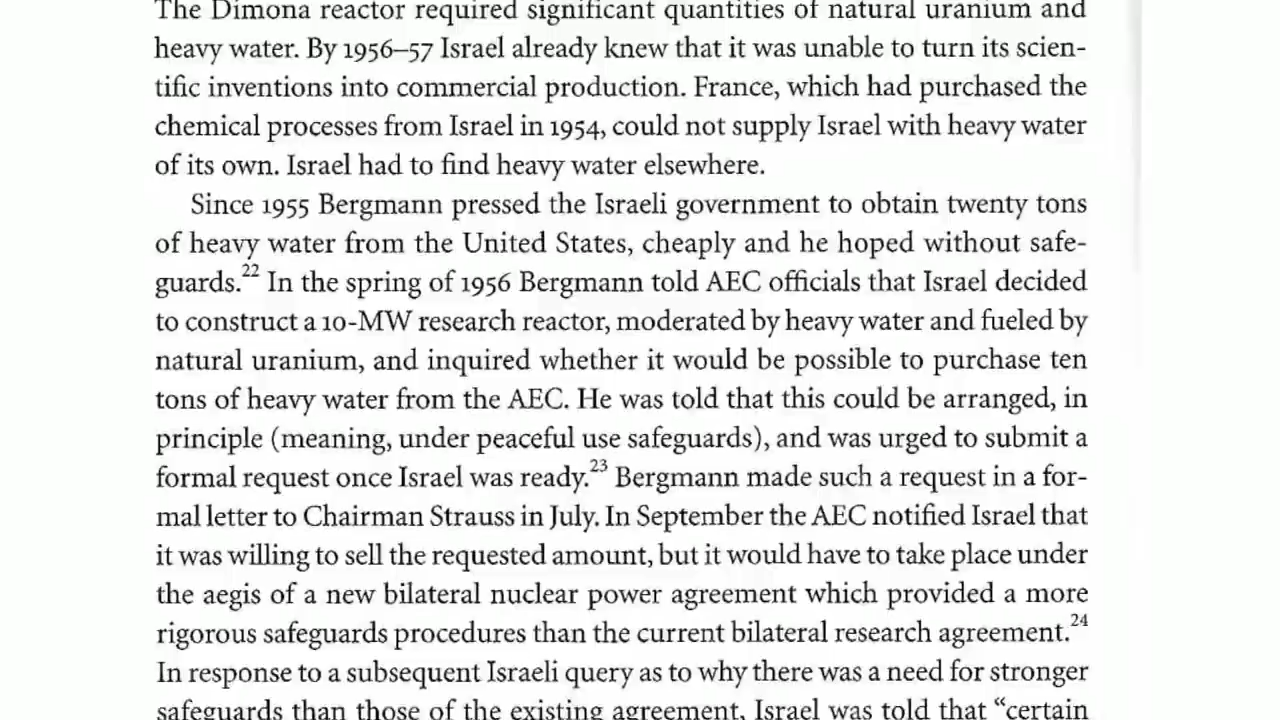 The Dimona reactor required significant quantities of natural uranium and
heavy water. By 1956–57 Israel already knew that it was unable to turn its scien-
tific inventions into commercial production. France, which had purchased the
chemical processes from Israel in 1954, could not supply Israel with heavy water
of its own. Israel had to find heavy water elsewhere.
Since 1955 Bergmann pressed the Israeli government to obtain twenty tons
of heavy water from the United States, cheaply and he hoped without safe-
guards.22 In the spring of 1956 Bergmann told AEC officials that Israel decided
to construct a 10-MW research reactor, moderated by heavy water and fueled by
natural uranium, and inquired whether it would be possible to purchase ten
tons of heavy water from the AEC. He was told that this could be arranged, in
principle (meaning, under peaceful use safeguards), and was urged to submit a
formal request once Israel was ready.23 Bergmann made such a request in a for-
mal letter to Chairman Strauss in July. In September the AEC notified Israel that
it was willing to sell the requested amount, but it would have to take place under
the aegis of a new bilateral nuclear power agreement which provided a more
rigorous safeguards procedures than the current bilateral research agreement.24
In response to a subsequent Israeli query as to why there was a need for stronger
safeguards than those of the existing agreement, Israel was told that “certain